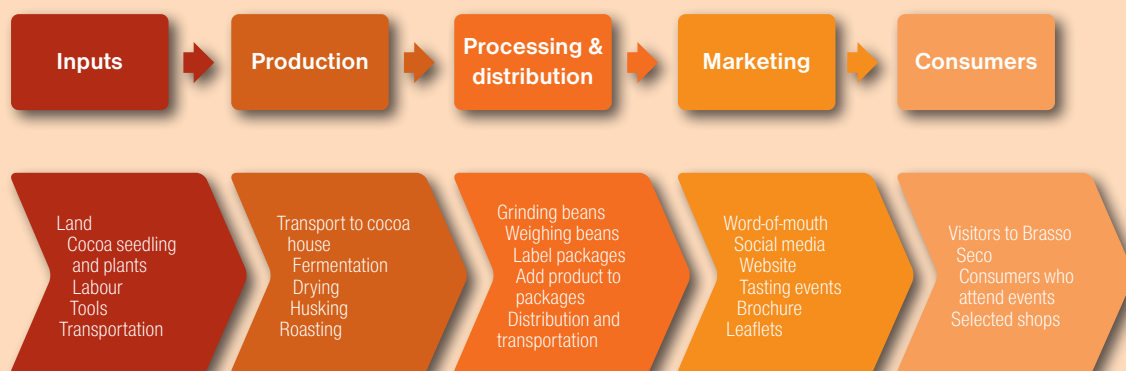 Inputs
Production
Processing &
distribution
Marketing
Consumers
Land
Cocoa seedling
and plants
Labour
Tools
Transportation
Transport to cocoa
house
Fermentation
Drying
Husking
Roasting
Grinding beans
Weighing beans
Label packages
Add product to
packages
Distribution and
transportation
Word-of-mouth
Social media
Website
Tasting events
Brochure
Leaflets
Visitors to Brasso
Seco
Consumers who
attend events
Selected shops